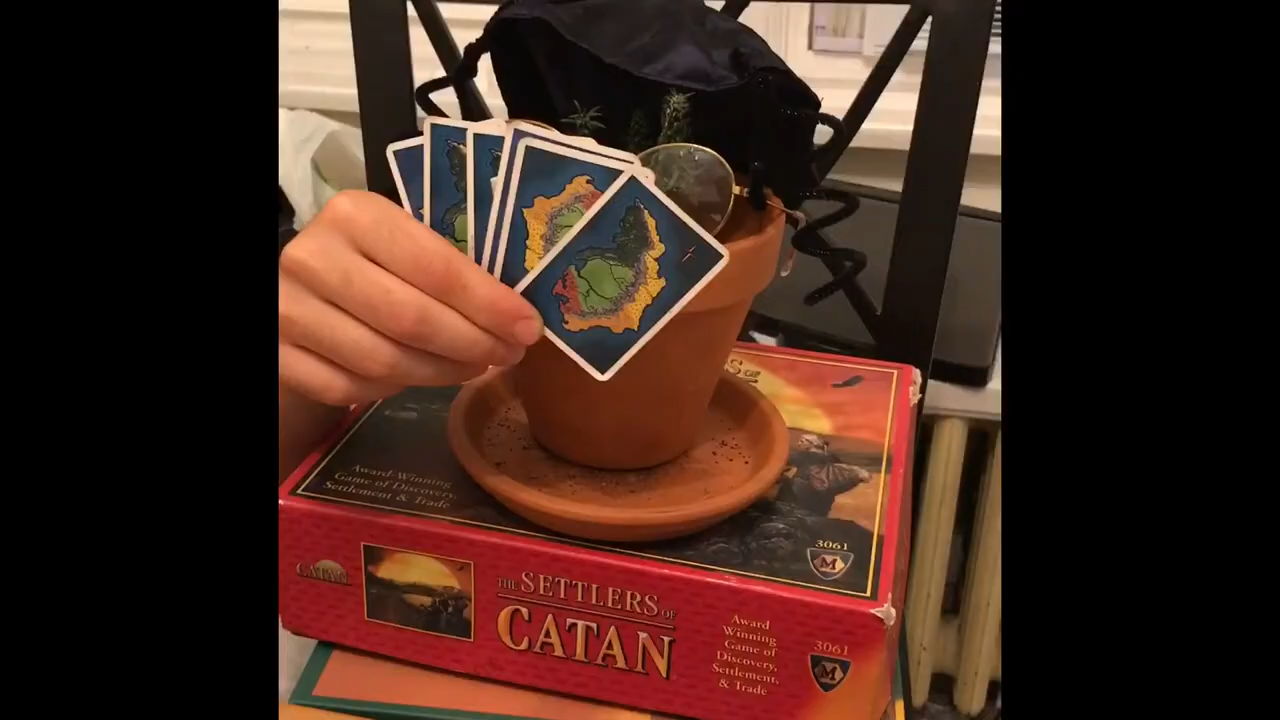 S OF
Award-Winning
Game of Discovery,
Settlement & Trade
3061
M
CATAN
THE SETTLERS OF
CATAN
Award
Winning
Game of
Discovery,
Settlement,
& Trade
3061
M